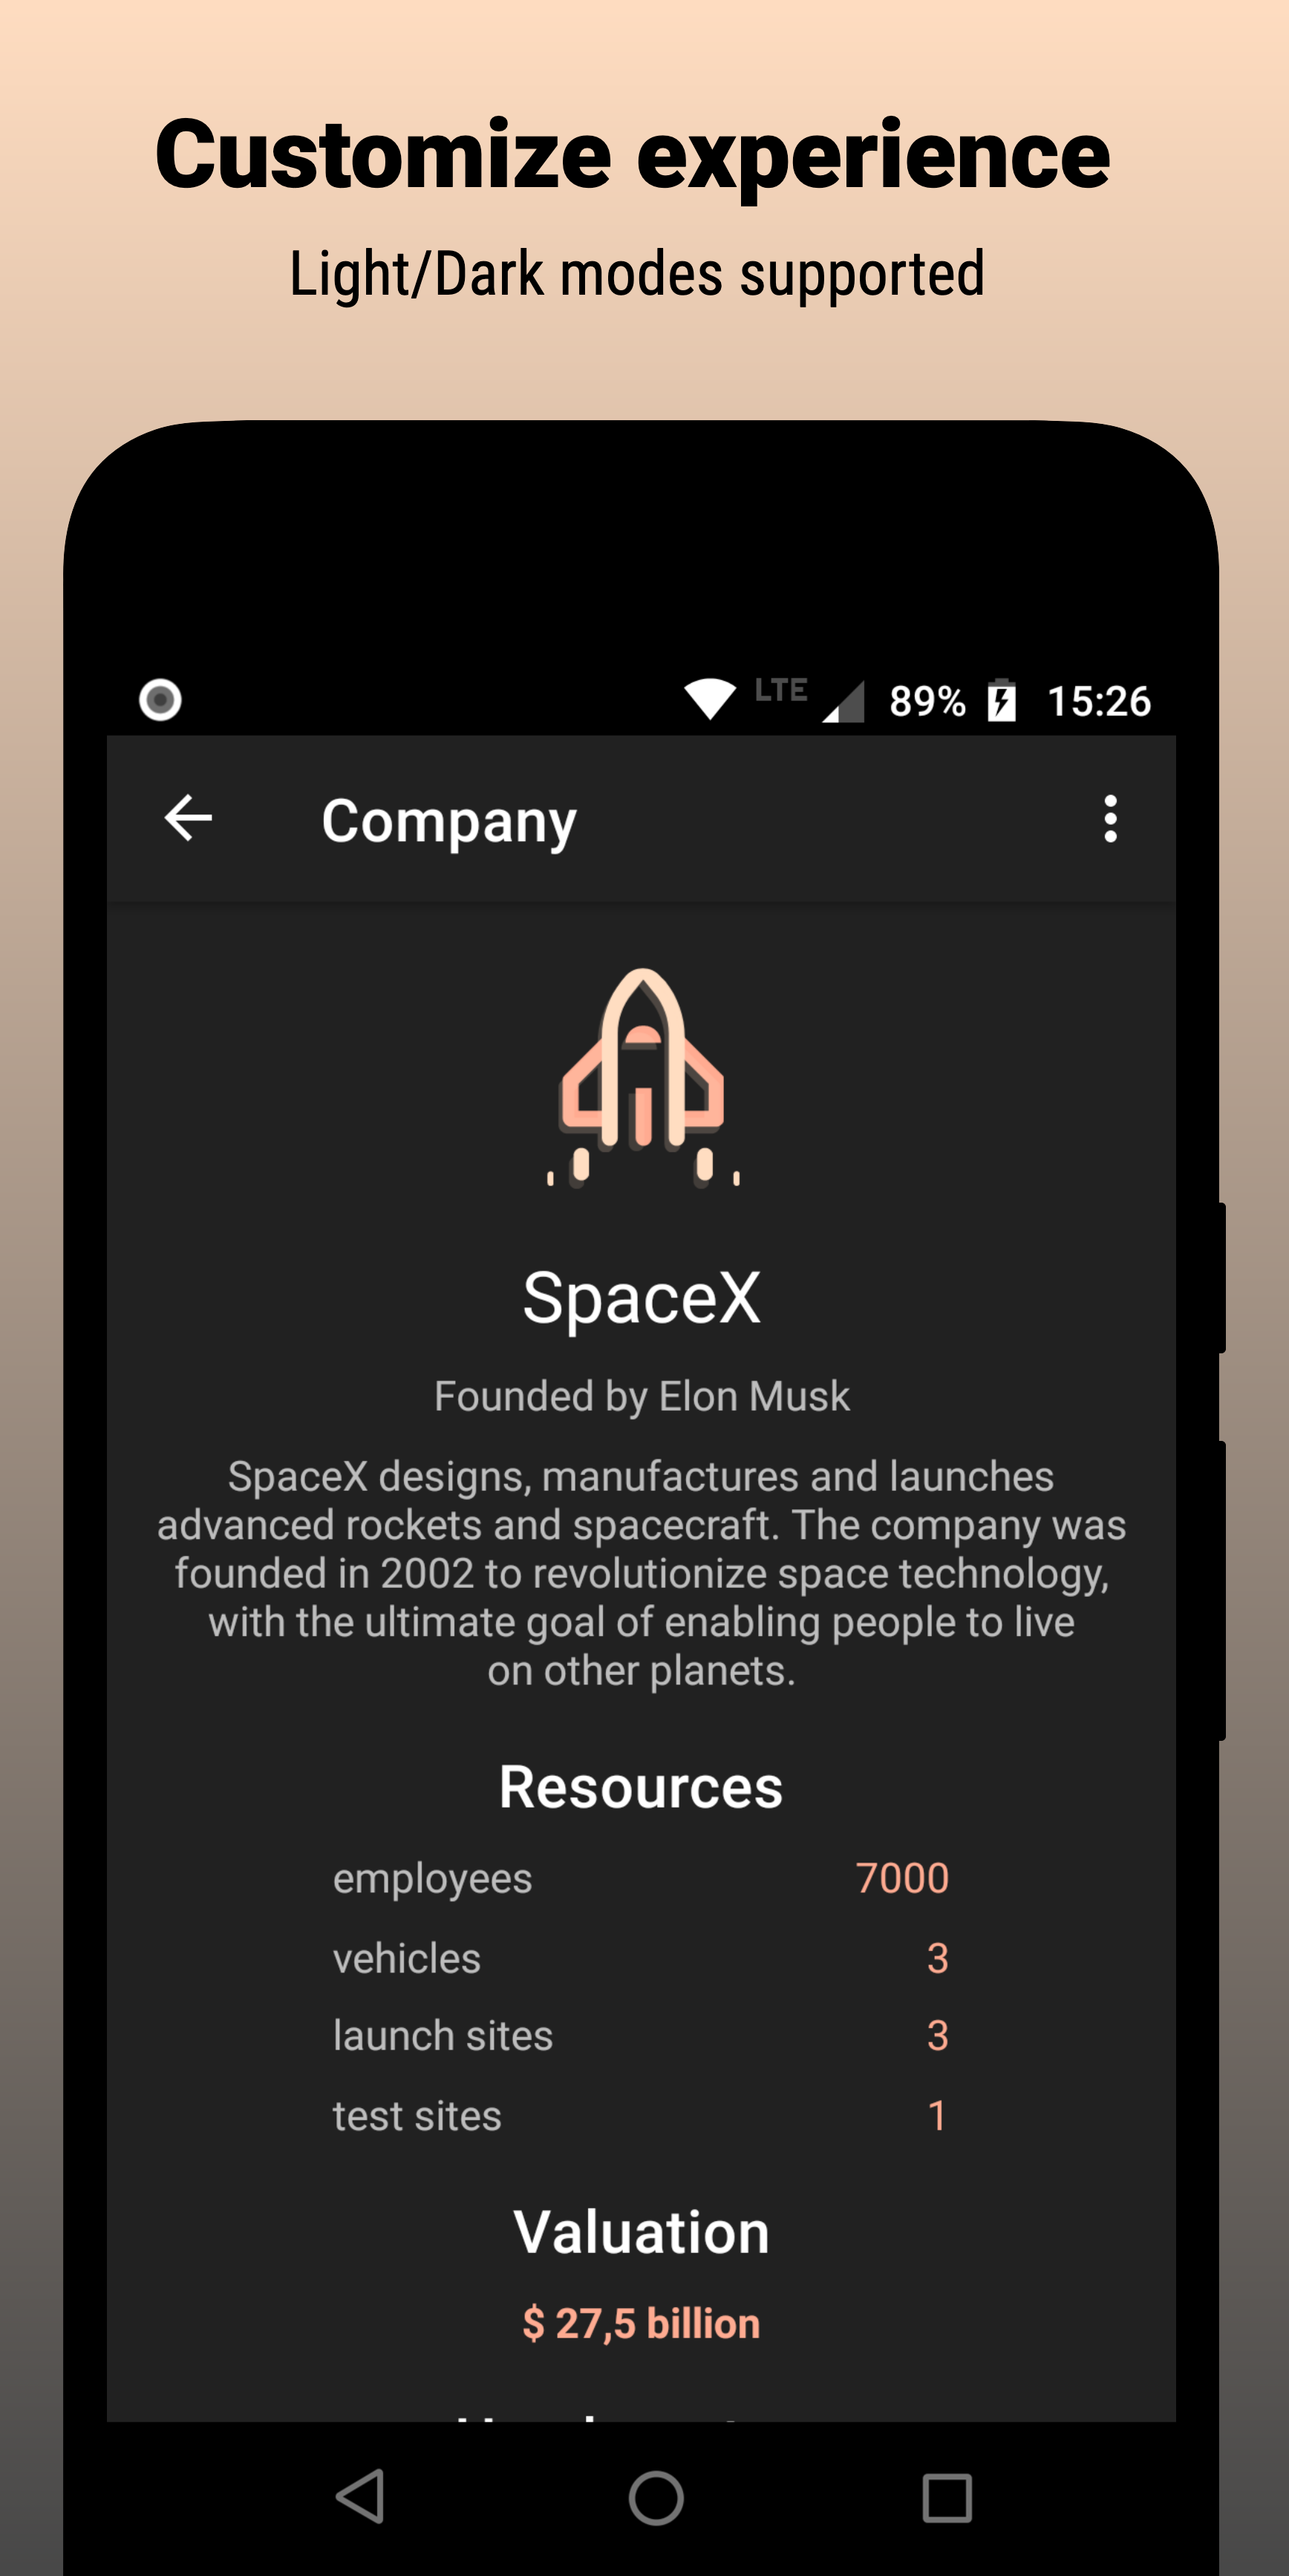 Customize experience
Light/Dark modes supported
LTE 89% 15:26
Company
SpaceX
Founded by Elon Musk
SpaceX designs, manufactures and launches
advanced rockets and spacecraft. The company was
founded in 2002 to revolutionize space technology,
with the ultimate goal of enabling people to live
on other planets.
Resources
employees 7000
vehicles 3
launch sites 3
test sites 1
Valuation
$ 27,5 billion